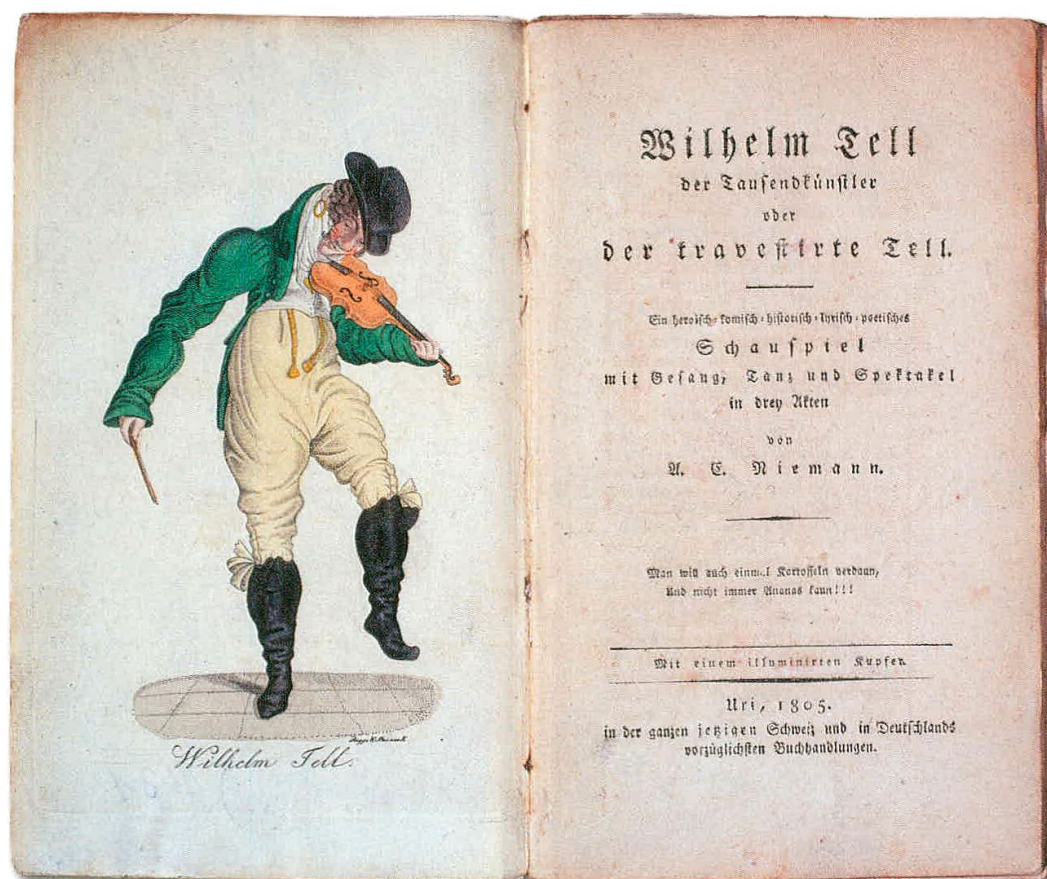 Wilhelm Tell.
Wilhelm Tell
der Tausendkünstler
oder
der travestirte Tell.
Ein heroisch-komisch-historisch-lyrisch-poetisches
Schauspiel
mit Gesang, Tanz und Spektakel
in drey Akten
von
A. C. Niemann.
Man will auch einmal Kartoffeln verdaun,
Und nicht immer Ananas kaun!!!
Mit einem illuminirten Kupfer.
Uri, 1805.
in der ganzen jetzigen Schweiz und in Deutschlands
vorzüglichsten Buchhandlungen.